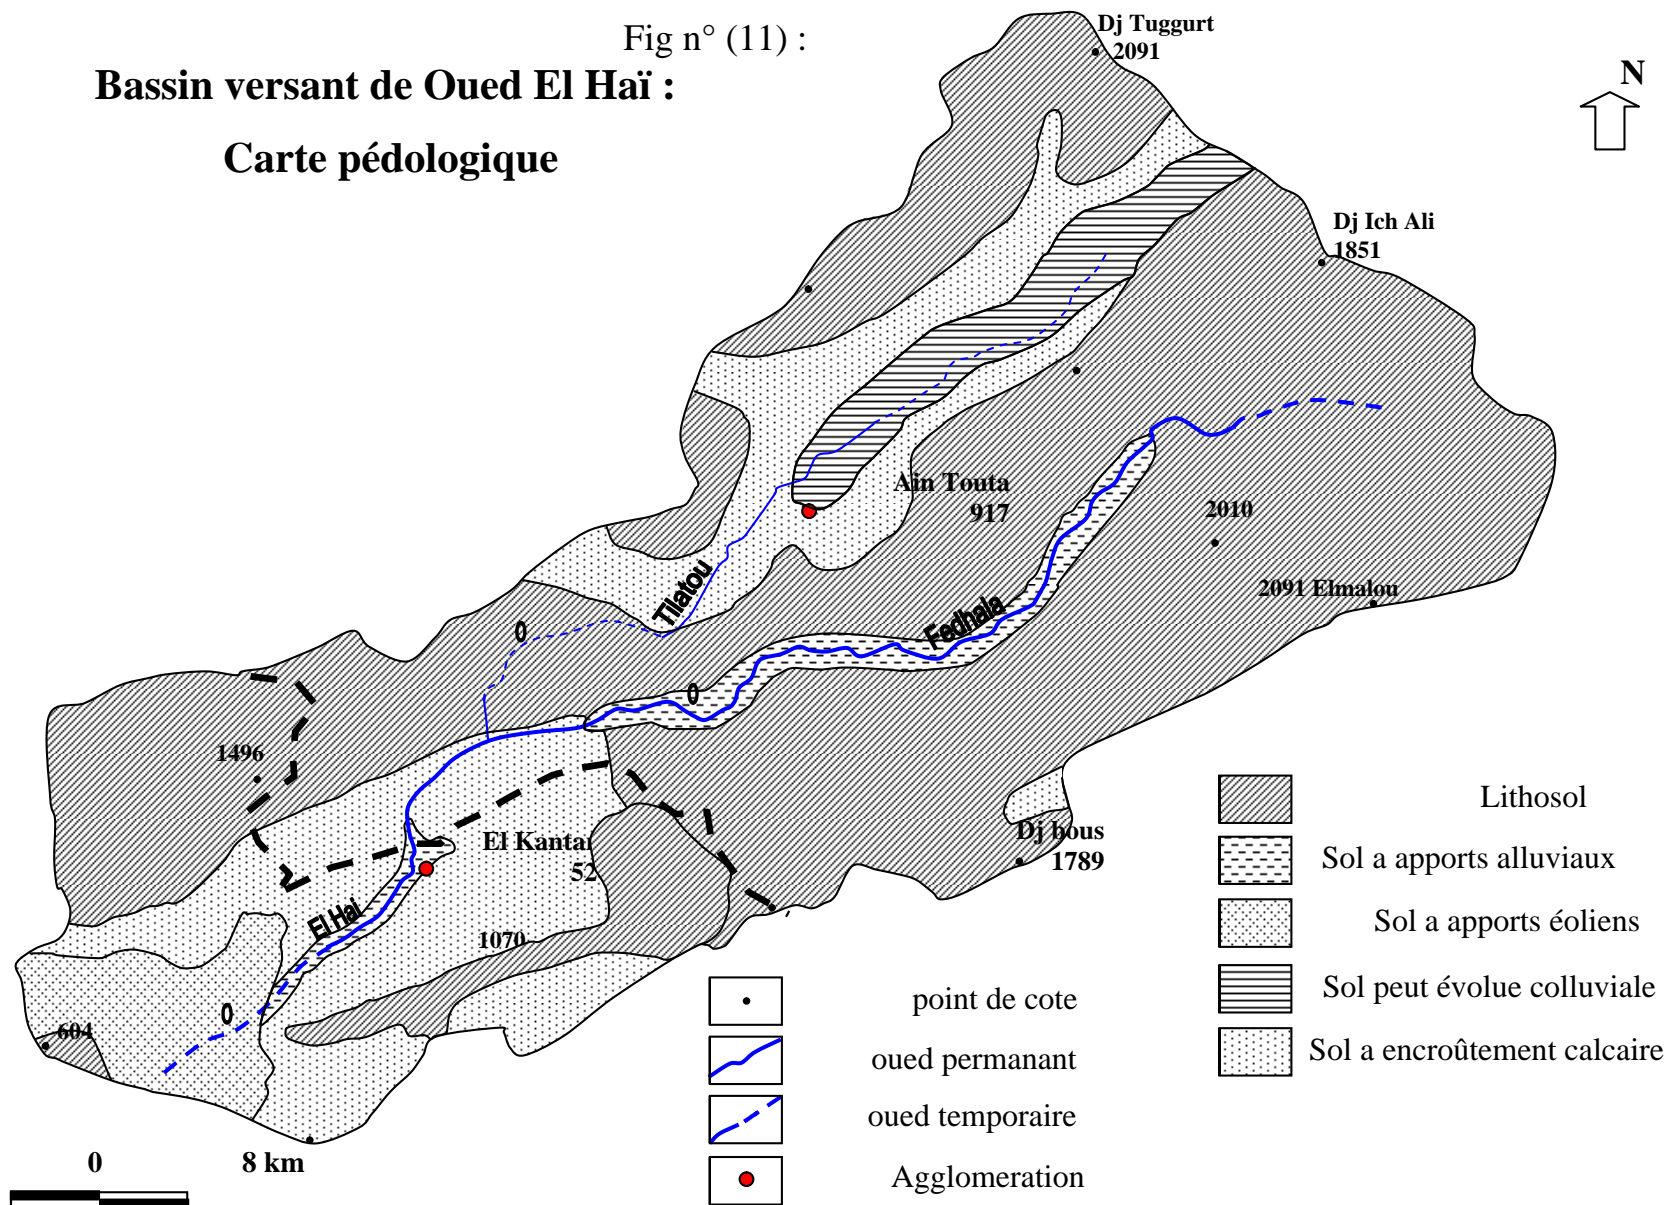 Fig n° (11) :
Bassin versant de Oued El Haï :
Carte pédologique
Dj Tuggurt
2091
N
Dj Ich Ali
1851
Ain Touta
917
2010
2091 Elmalou
Tilatou
Fedhala
0
0
1496
El Kantar
52
Dj bous
1789
El Hai
1070
0
604
Lithosol
Sol a apports alluviaux
Sol a apports éoliens
Sol peut évolue colluviale
Sol a encroûtement calcaire
point de cote
oued permanant
oued temporaire
Agglomeration
0 8 km